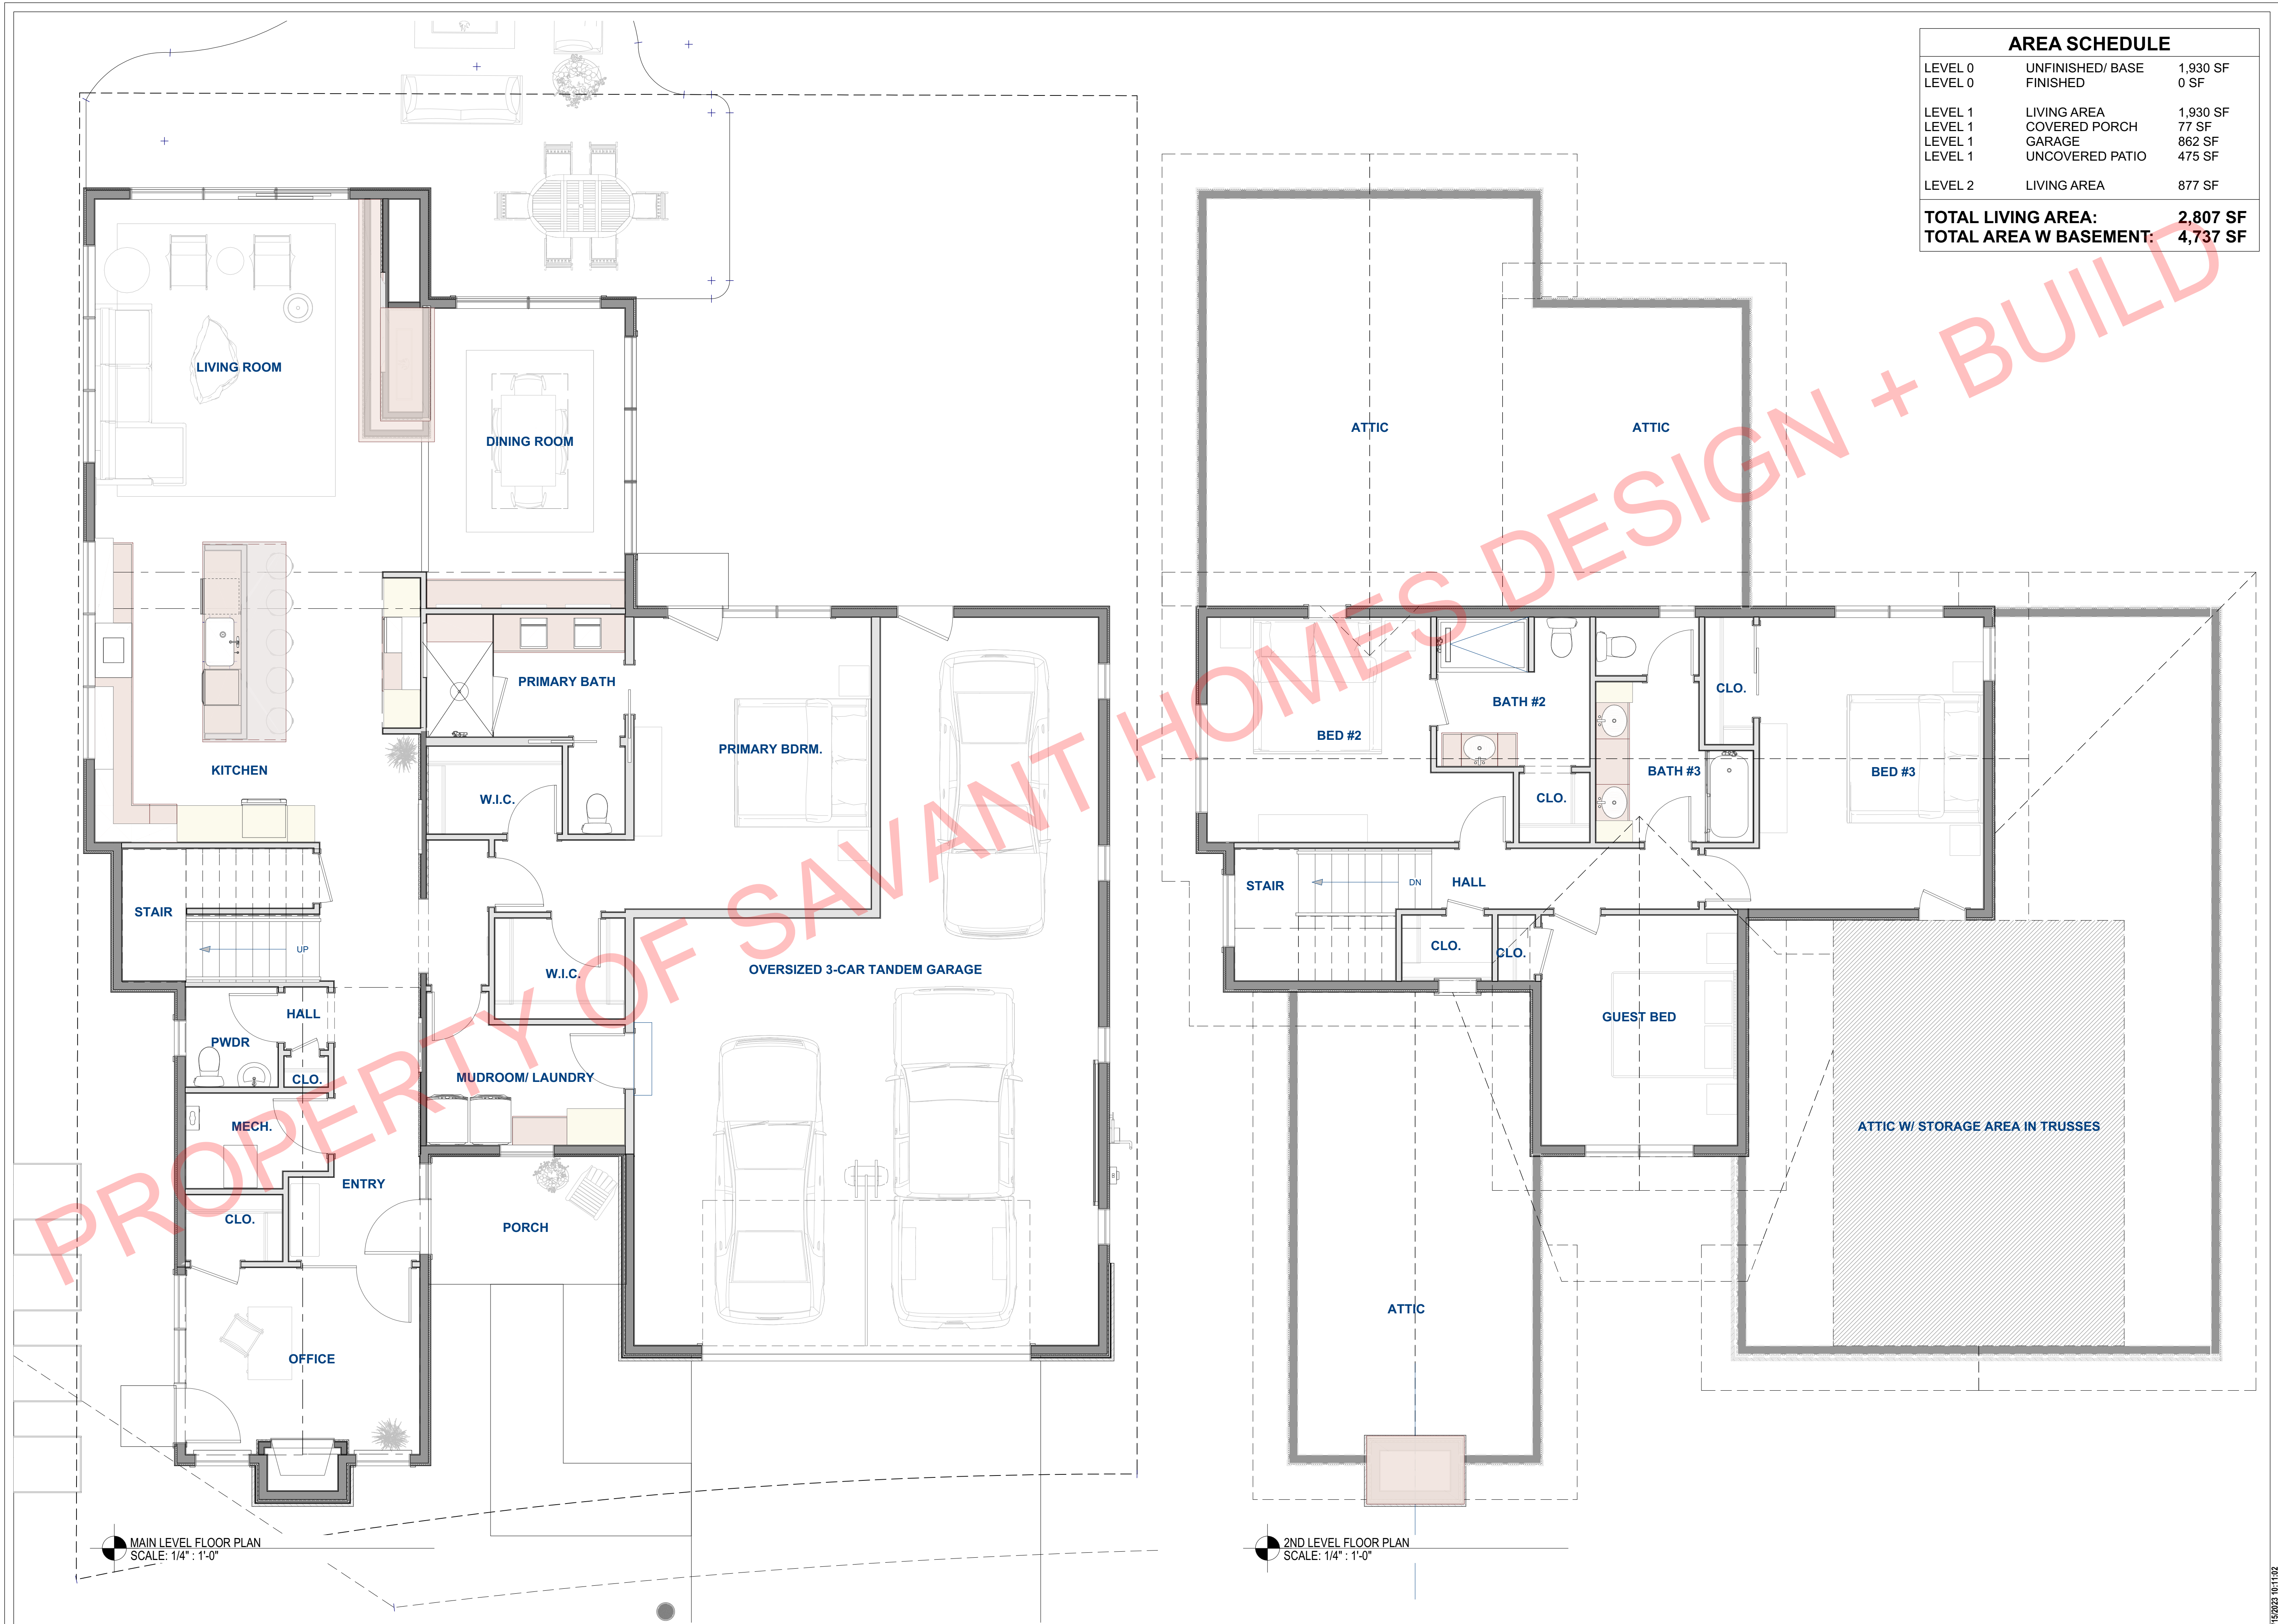 AREA SCHEDULE
LEVEL 0 UNFINISHED/ BASE 1,930 SF
LEVEL 0 FINISHED 0 SF
LEVEL 1 LIVING AREA 1,930 SF
LEVEL 1 COVERED PORCH 77 SF
LEVEL 1 GARAGE 862 SF
LEVEL 1 UNCOVERED PATIO 475 SF
LEVEL 2 LIVING AREA 877 SF
TOTAL LIVING AREA: 2,807 SF
TOTAL AREA W BASEMENT: 4,737 SF
PROPERTY OF SAVANT HOMES DESIGN + BUILD
LIVING ROOM
DINING ROOM
PRIMARY BATH
PRIMARY BDRM.
KITCHEN
W.I.C.
STAIR
UP
W.I.C.
OVERSIZED 3-CAR TANDEM GARAGE
HALL
PWDR
CLO.
MUDROOM/ LAUNDRY
MECH.
ENTRY
CLO.
PORCH
OFFICE
MAIN LEVEL FLOOR PLAN
SCALE: 1/4" : 1'-0"
ATTIC
ATTIC
BED #2
BATH #2
CLO.
BATH #3
CLO.
BED #3
STAIR
DN
HALL
CLO.
CLO.
GUEST BED
ATTIC W/ STORAGE AREA IN TRUSSES
ATTIC
2ND LEVEL FLOOR PLAN
SCALE: 1/4" : 1'-0"
15/2023 10:11:02